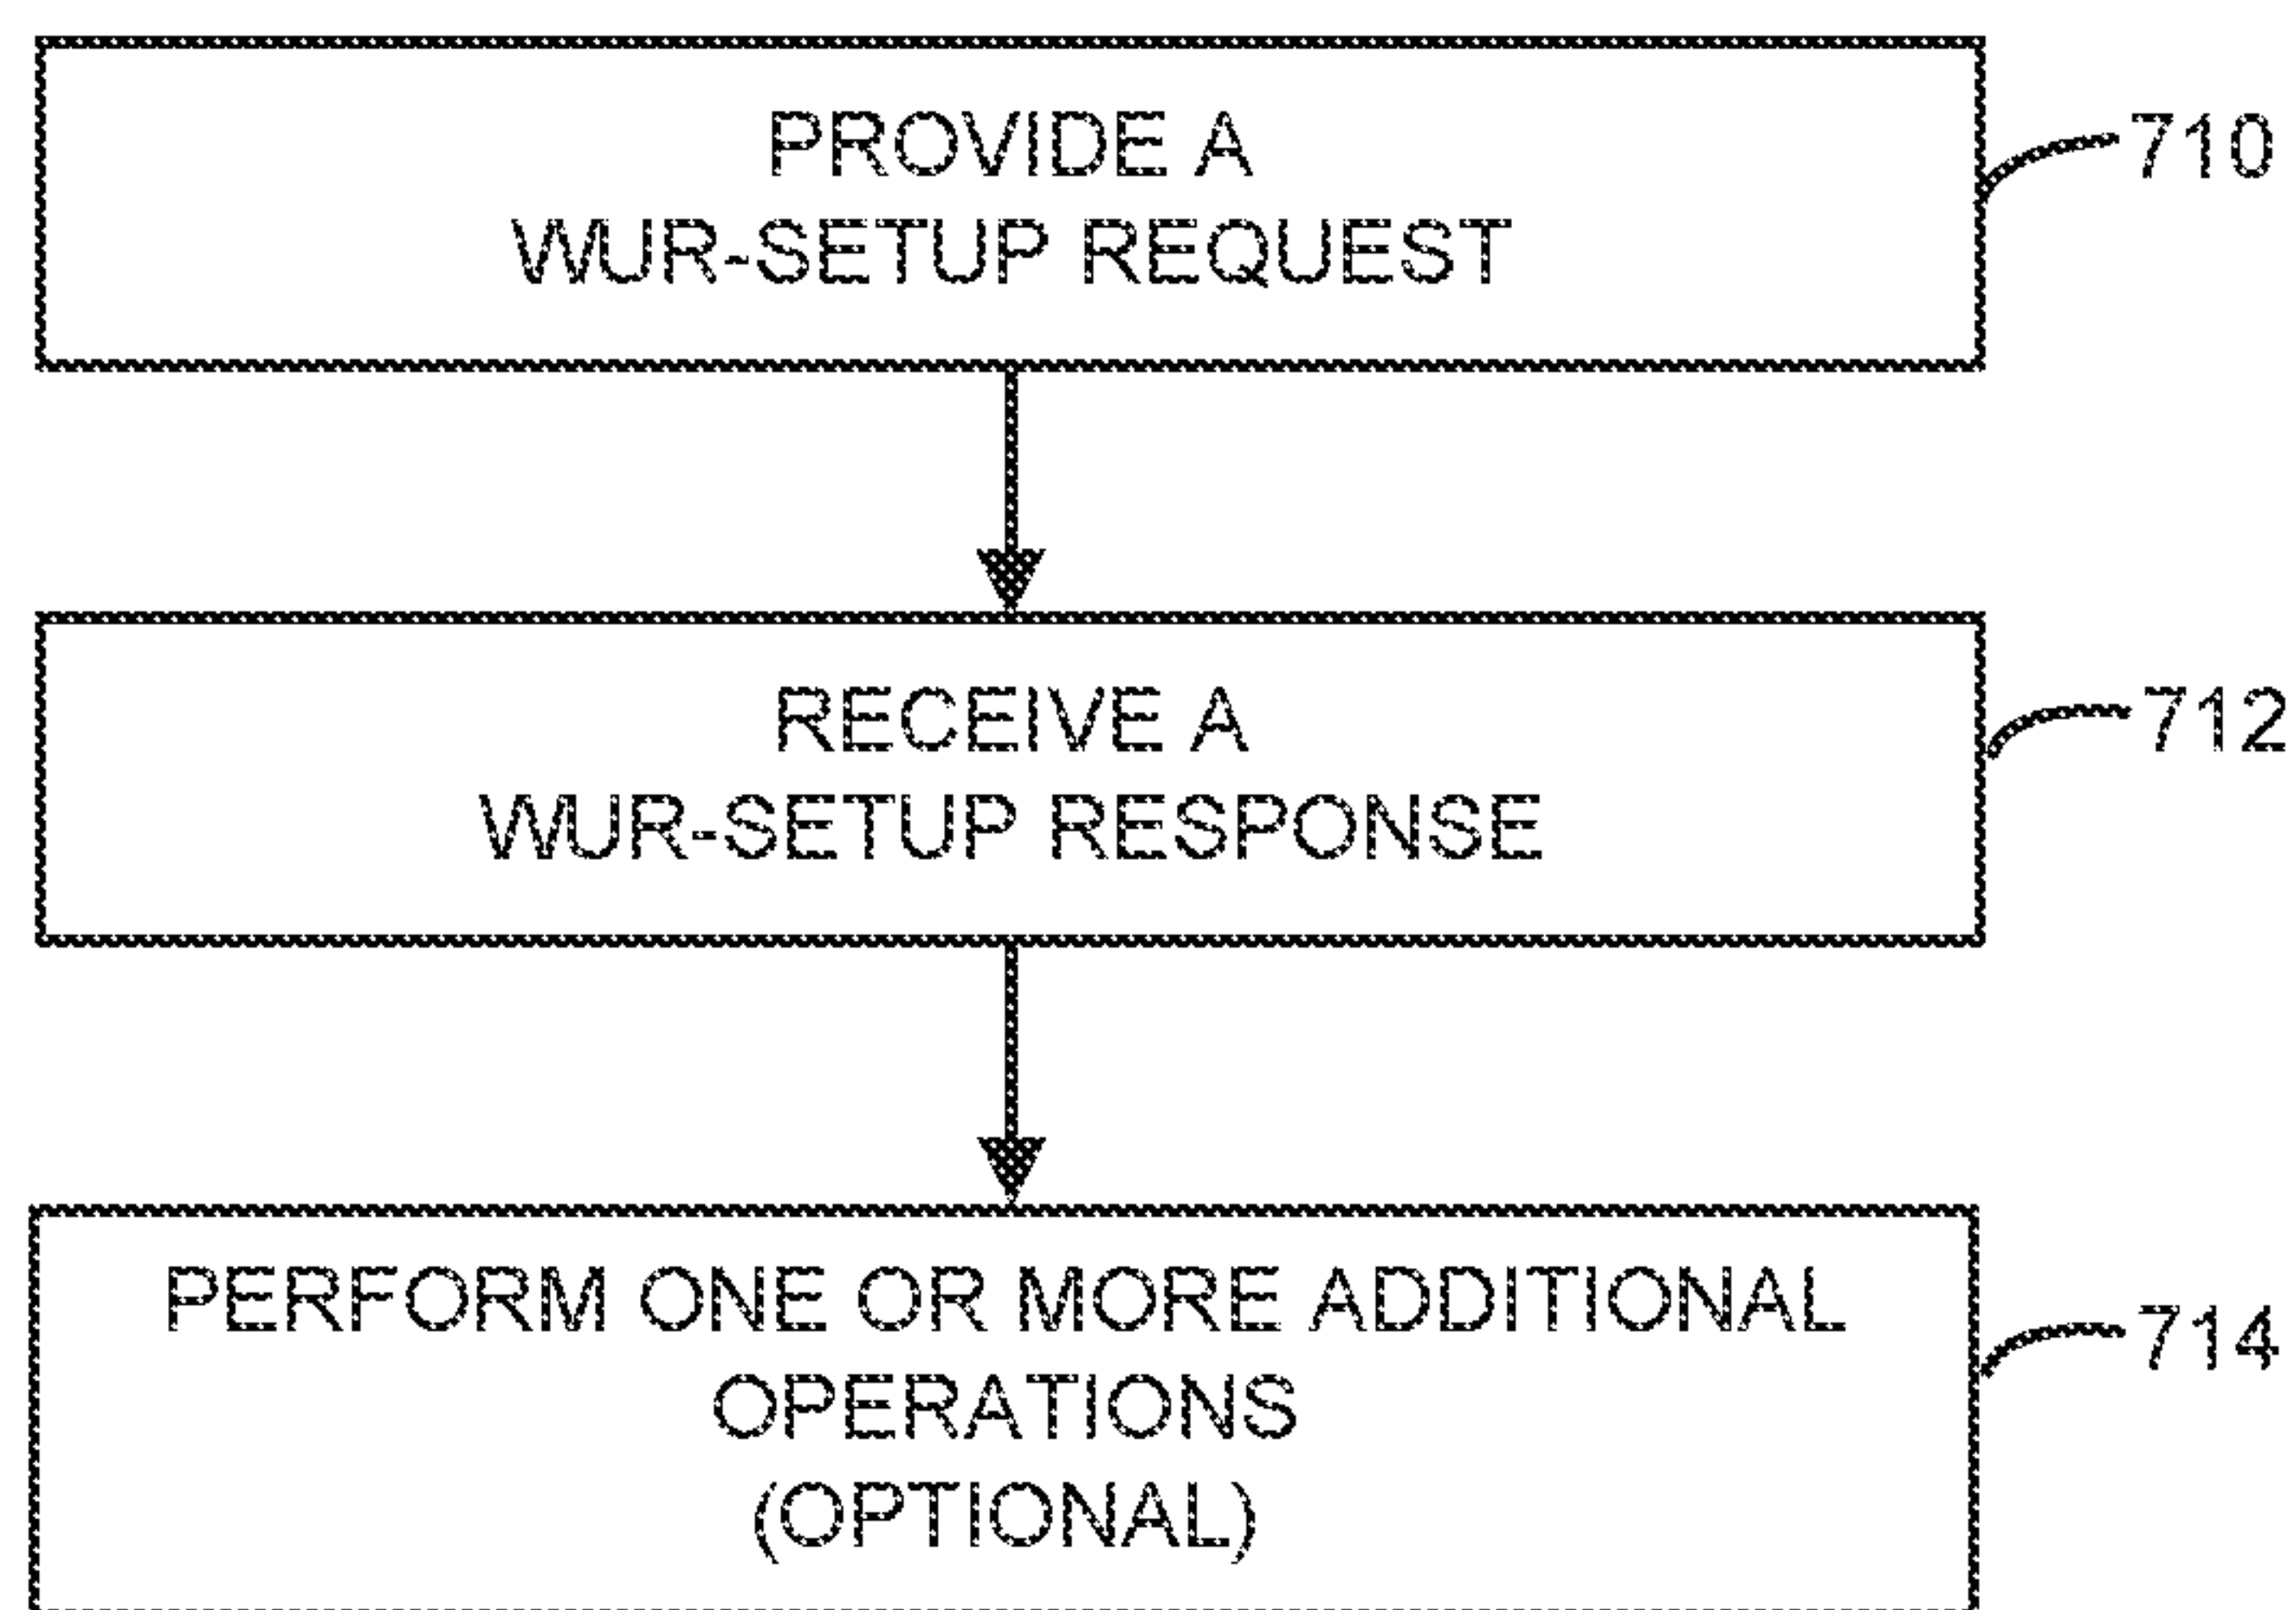 PROVIDE A
WUR-SETUP REQUEST
710
RECEIVE A
WUR-SETUP RESPONSE
712
PERFORM ONE OR MORE ADDITIONAL
OPERATIONS
(OPTIONAL)
714